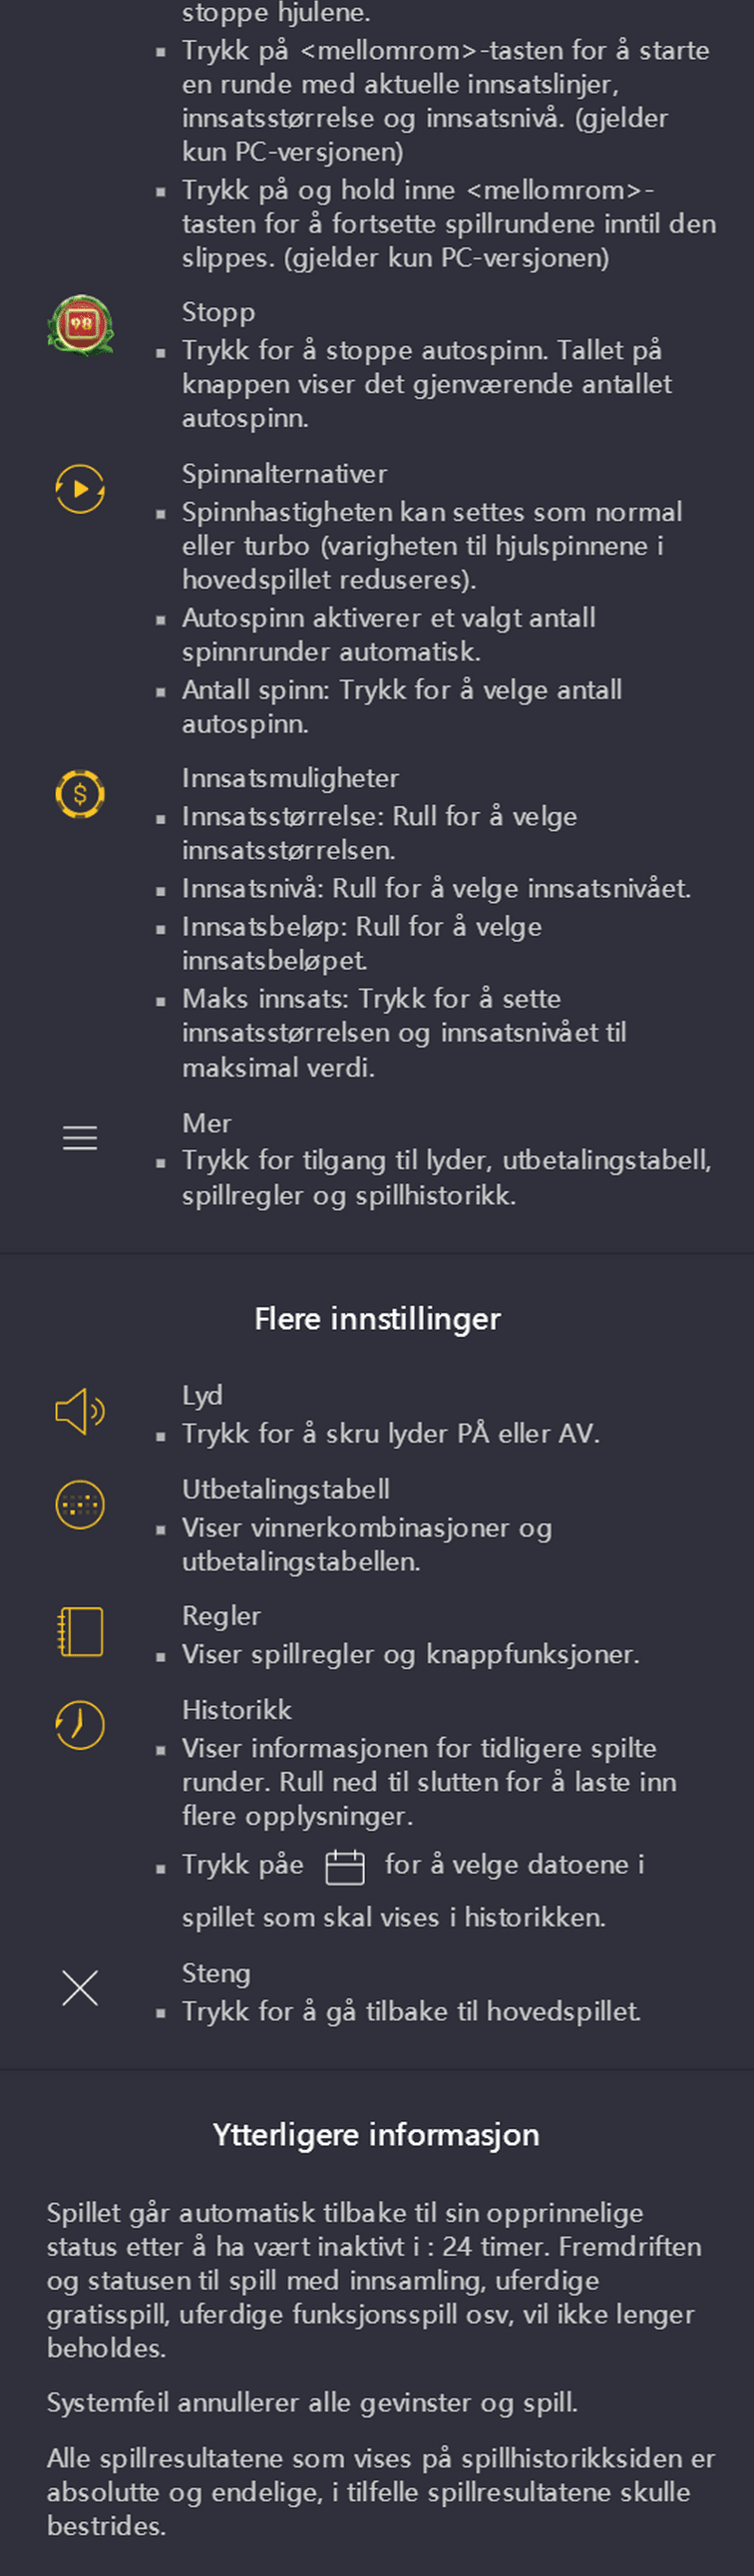 stoppe hjulene.
▪ Trykk på <mellomrom>-tasten for å starte
en runde med aktuelle innsatslinjer,
innsatsstørrelse og innsatsnivå. (gjelder
kun PC-versjonen)
▪ Trykk på og hold inne <mellomrom>-
tasten for å fortsette spillrundene inntil den
slippes. (gjelder kun PC-versjonen)
98
Stopp
▪ Trykk for å stoppe autospinn. Tallet på
knappen viser det gjenværende antallet
autospinn.
Spinnalternativer
▪ Spinnhastigheten kan settes som normal
eller turbo (varigheten til hjulspinnene i
hovedspillet reduseres).
▪ Autospinn aktiverer et valgt antall
spinnrunder automatisk.
▪ Antall spinn: Trykk for å velge antall
autospinn.
$
Innsatsmuligheter
▪ Innsatsstørrelse: Rull for å velge
innsatsstørrelsen.
▪ Innsatsnivå: Rull for å velge innsatsnivået.
▪ Innsatsbeløp: Rull for å velge
innsatsbeløpet.
▪ Maks innsats: Trykk for å sette
innsatsstørrelsen og innsatsnivået til
maksimal verdi.
Mer
▪ Trykk for tilgang til lyder, utbetalingstabell,
spillregler og spillhistorikk.
Flere innstillinger
Lyd
▪ Trykk for å skru lyder PÅ eller AV.
Utbetalingstabell
▪ Viser vinnerkombinasjoner og
utbetalingstabellen.
Regler
▪ Viser spillregler og knappfunksjoner.
Historikk
▪ Viser informasjonen for tidligere spilte
runder. Rull ned til slutten for å laste inn
flere opplysninger.
▪ Trykk påe for å velge datoene i
spillet som skal vises i historikken.
Steng
▪ Trykk for å gå tilbake til hovedspillet.
Ytterligere informasjon
Spillet går automatisk tilbake til sin opprinnelige
status etter å ha vært inaktivt i : 24 timer. Fremdriften
og statusen til spill med innsamling, uferdige
gratisspill, uferdige funksjonsspill osv, vil ikke lenger
beholdes.
Systemfeil annullerer alle gevinster og spill.
Alle spillresultatene som vises på spillhistorikksiden er
absolutte og endelige, i tilfelle spillresultatene skulle
bestrides.